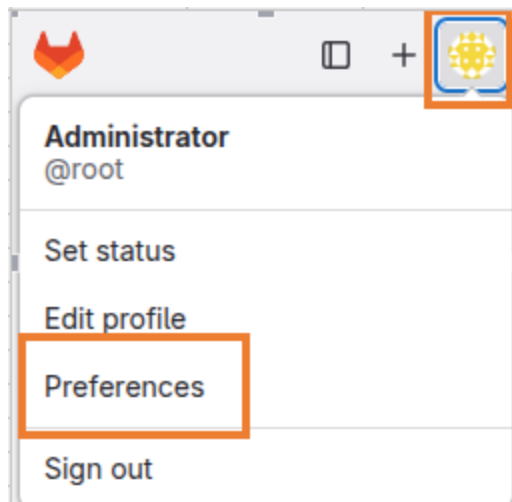 Administrator
@root
Set status
Edit profile
Preferences
Sign out